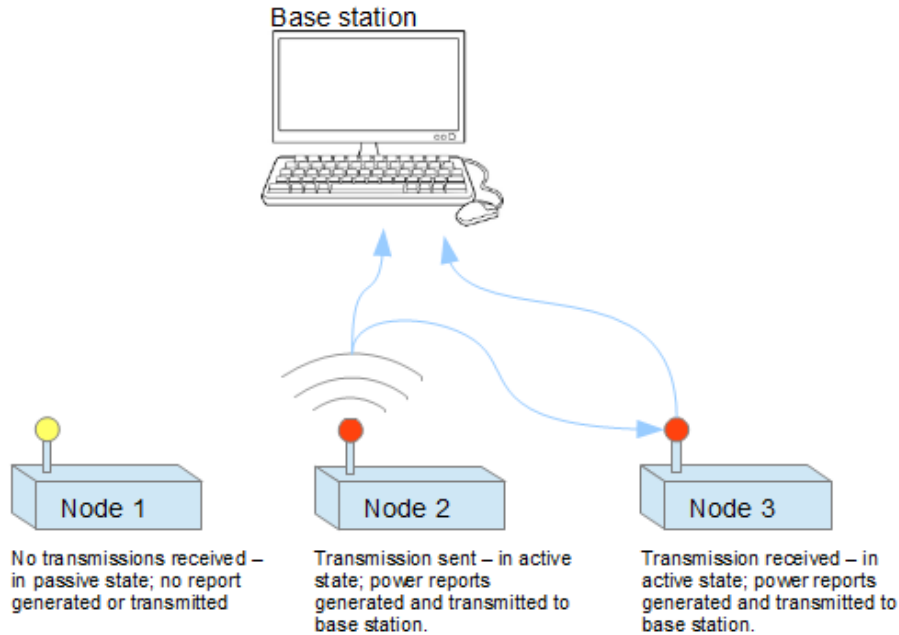 Base station
Node 1
Node 2
Node 3
No transmissions received –
in passive state; no report
generated or transmitted
Transmission sent – in active
state; power reports
generated and transmitted to
base station.
Transmission received – in
active state; power reports
generated and transmitted to
base station.